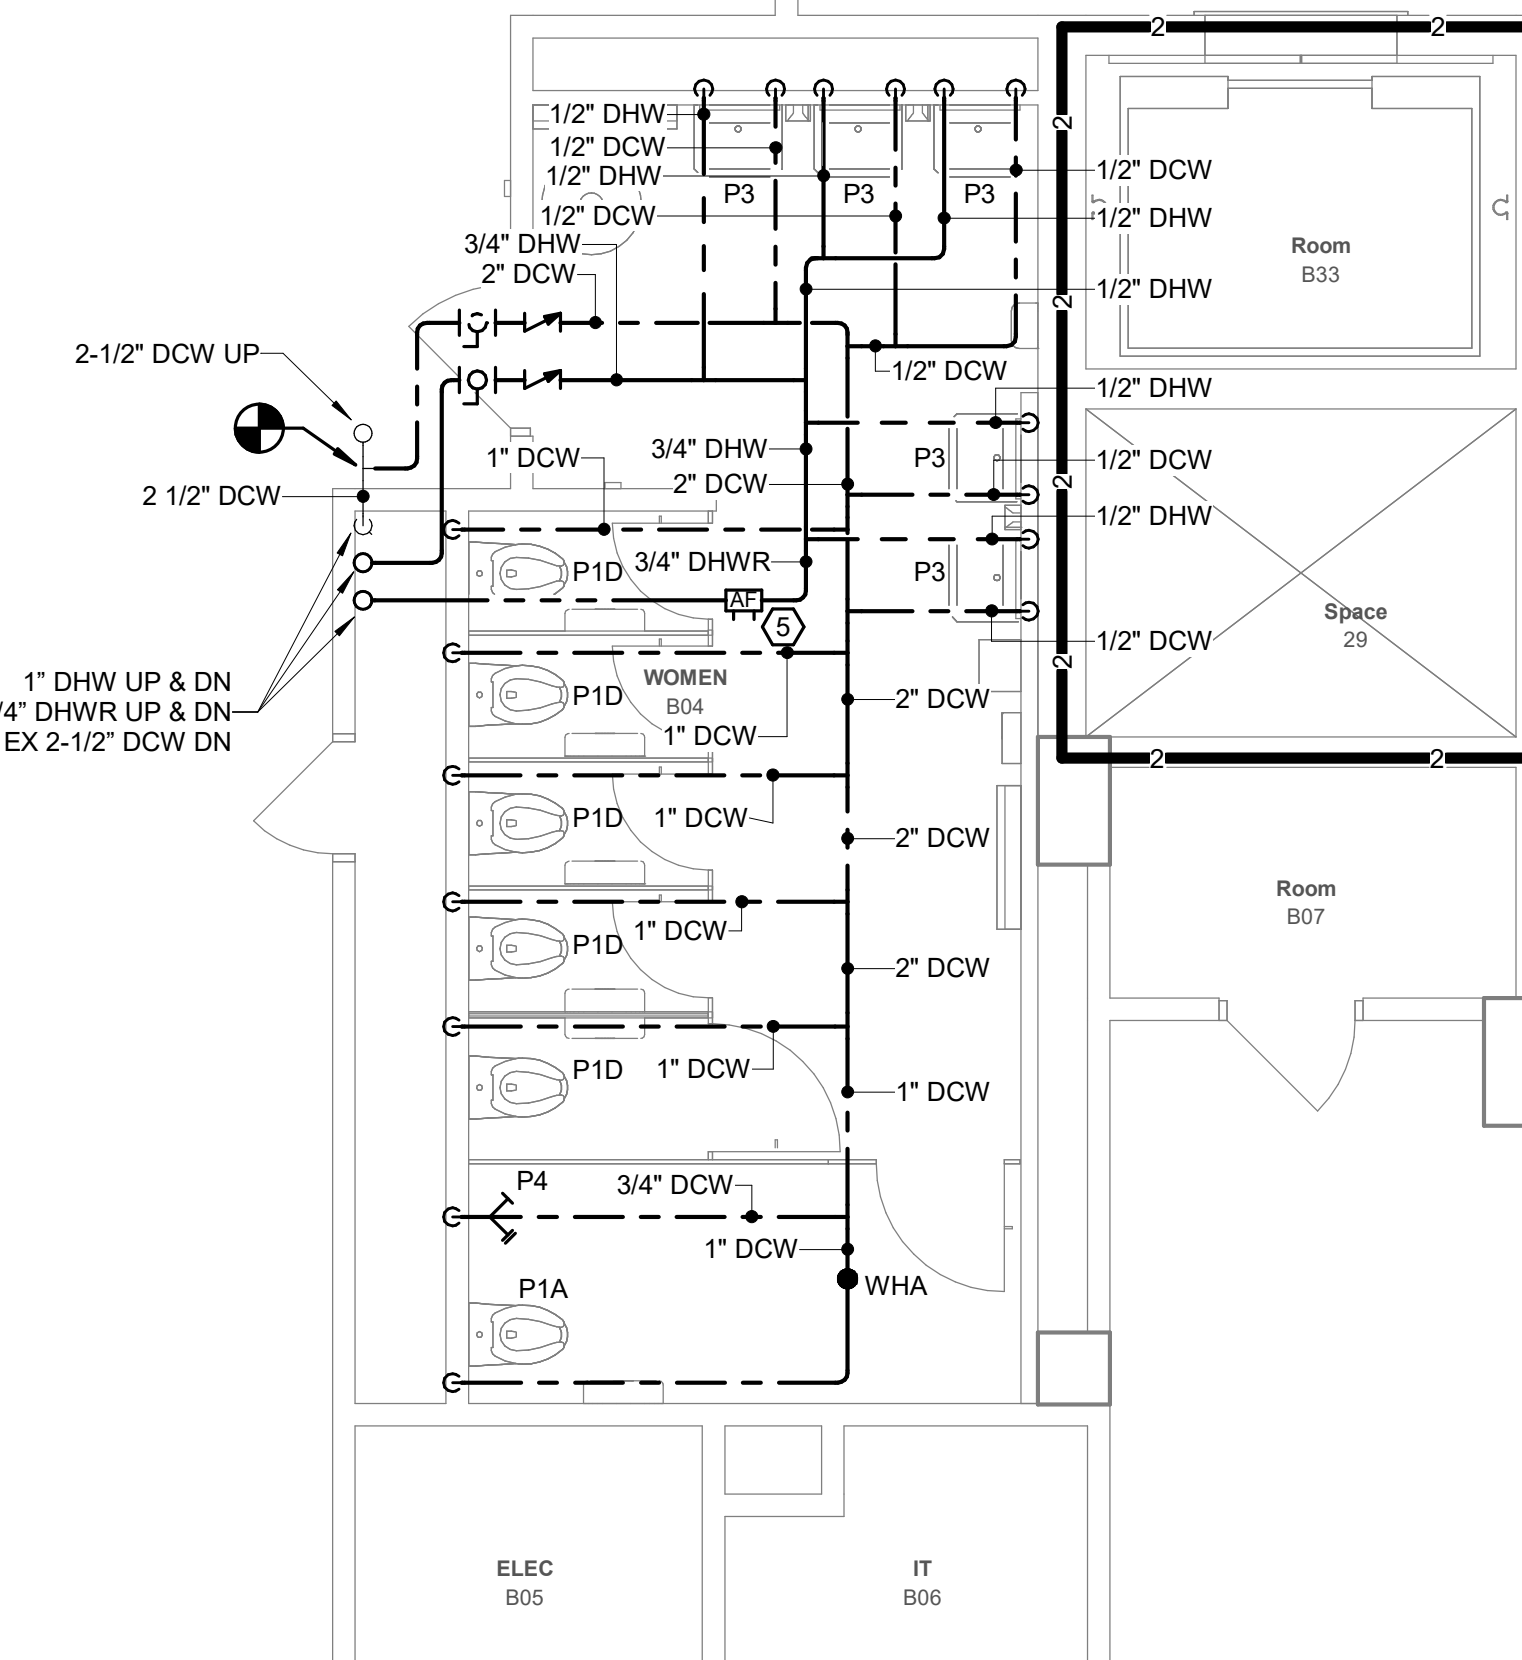 2
2
1/2" DHW
2
1/2" DCW
1/2" DHW
1/2" DCW
P3
P3
P3
1/2" DCW
1/2" DHW
3/4" DHW
Room
2" DCW
B33
1/2" DHW
2
2-1/2" DCW UP
1/2" DCW
1/2" DHW
3/4" DHW
1" DCW
P3
1/2" DCW
2" DCW
2
2 1/2" DCW
1/2" DHW
3/4" DHWR
P1D
P3
AF
5
Space
29
1/2" DCW
2
1” DHW UP & DN
/4” DHWR UP & DN
EX 2-1/2” DCW DN
WOMEN
B04
P1D
2" DCW
1" DCW
2
2
P1D
1" DCW
2" DCW
Room
B07
P1D
1" DCW
2" DCW
P1D
1" DCW
1" DCW
P4
3/4" DCW
1" DCW
P1A
WHA
ELEC
B05
IT
B06